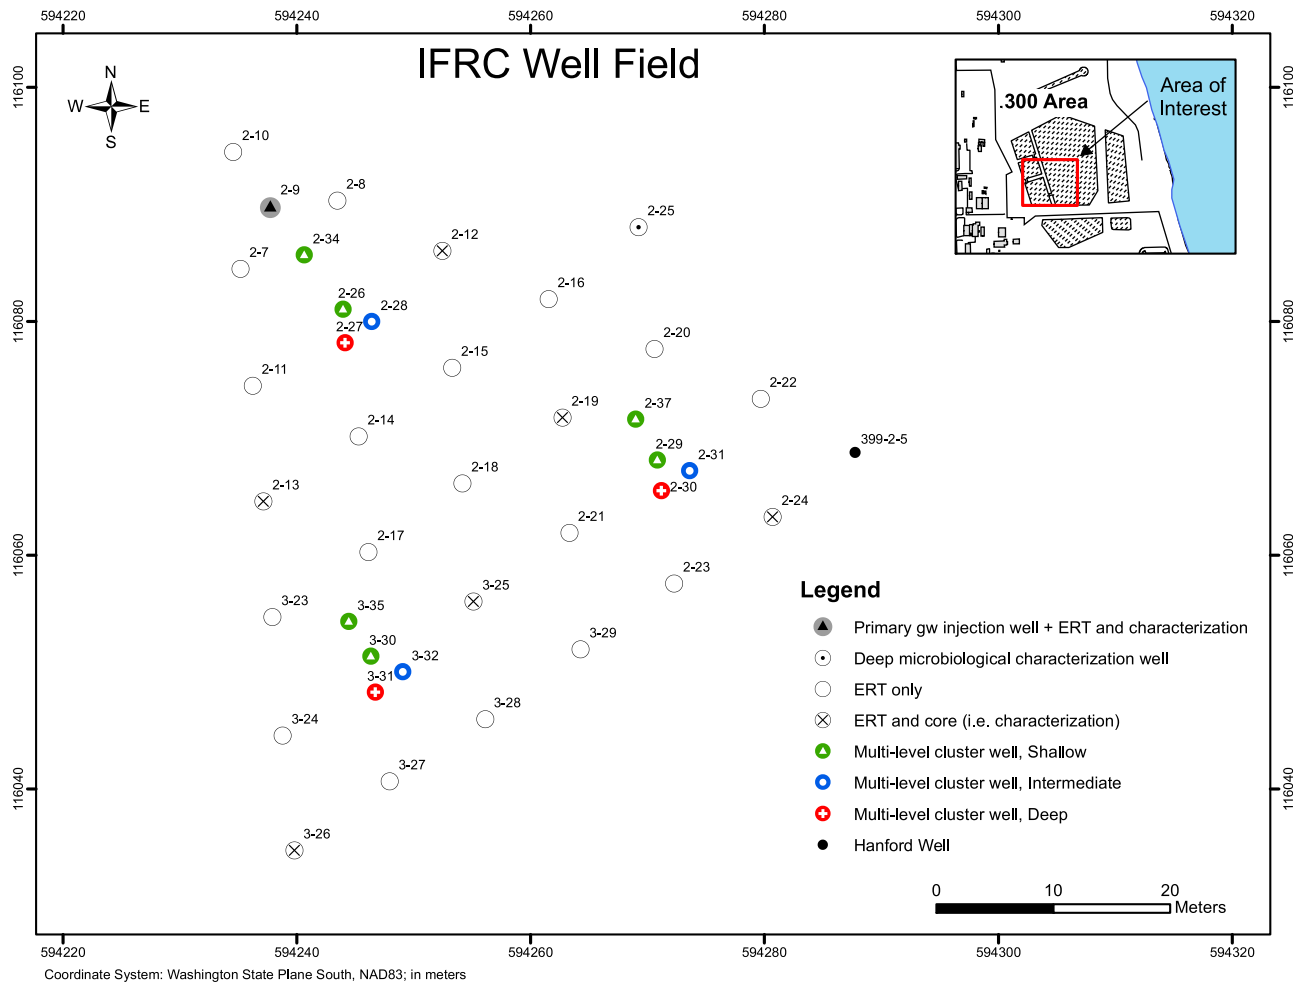 594220 594240 594260 594280 594300 594320
IFRC Well Field
116100
116100
N
W E
S
.300 Area
Area of
Interest
2-10
2-9
2-8
2-25
2-34
2-12
2-7
2-16
2-26
2-28
116080
116080
2-27
2-20
2-15
2-11
2-22
2-19
2-37
2-14
399-2-5
2-29
2-31
2-18
2-13
2-30
2-24
2-21
2-17
116060
116060
2-23
3-25
3-23
3-35
3-29
3-30
3-32
3-31
3-28
3-24
3-27
116040
116040
3-26
Legend
Primary gw injection well + ERT and characterization
Deep microbiological characterization well
ERT only
ERT and core (i.e. characterization)
Multi-level cluster well, Shallow
Multi-level cluster well, Intermediate
Multi-level cluster well, Deep
Hanford Well
0 10 20
Meters
594220 594240 594260 594280 594300 594320
Coordinate System: Washington State Plane South, NAD83; in meters